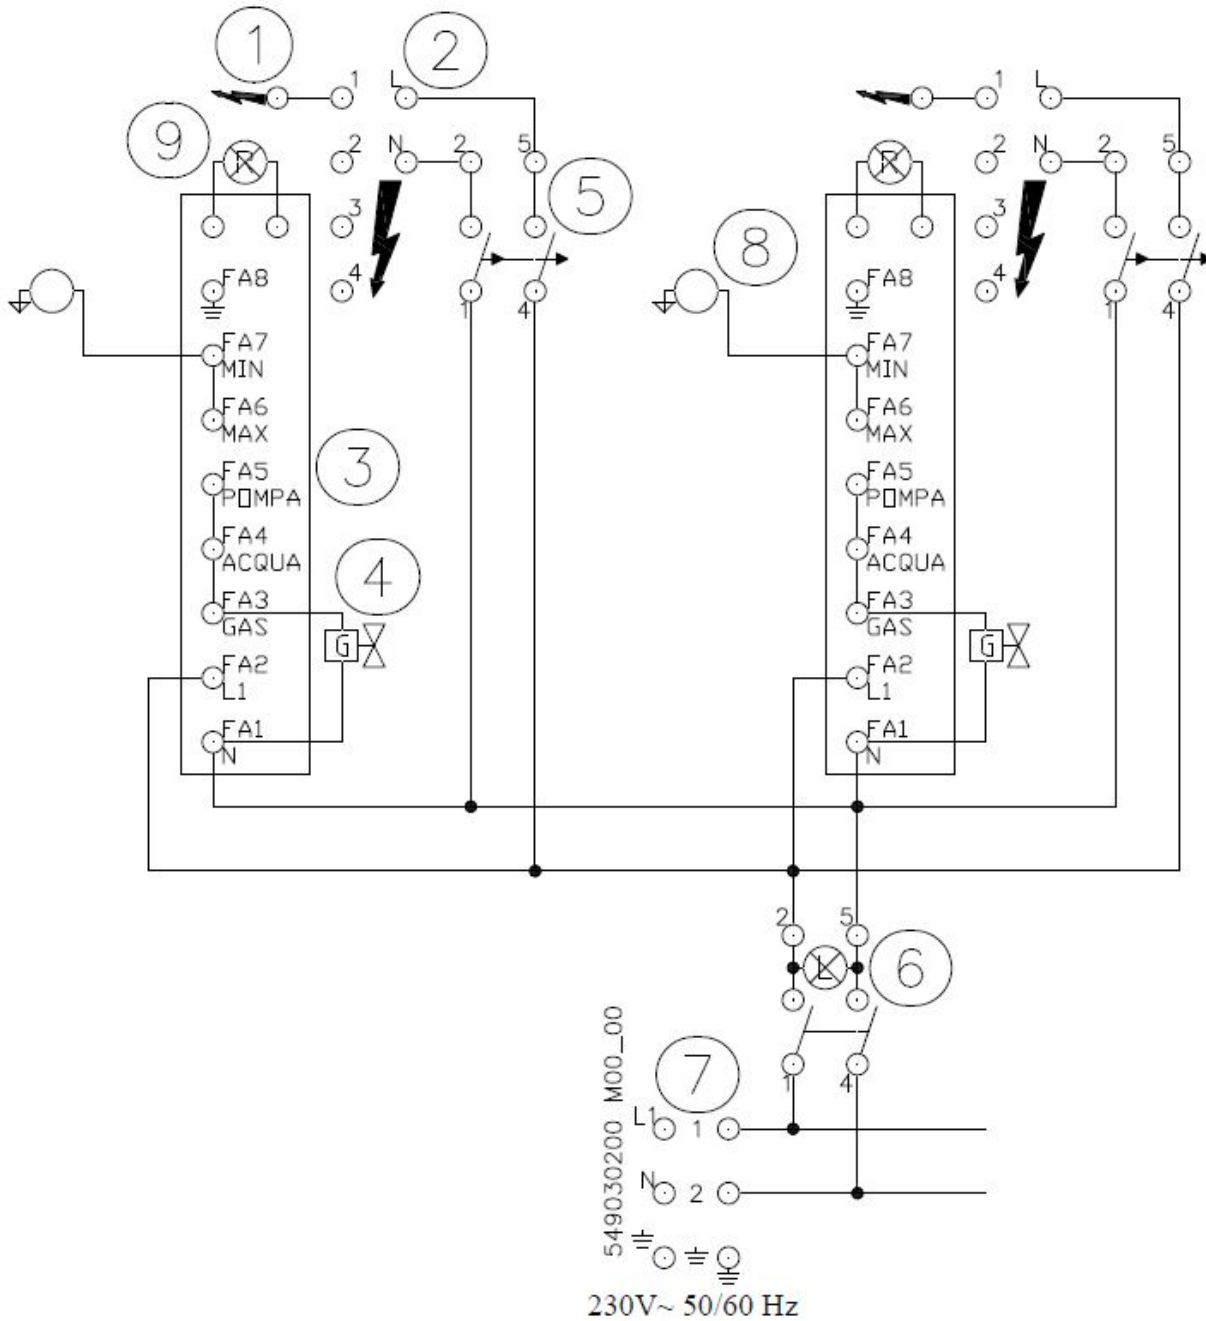 1 2
1 L 1 L
9 R 2 N 2 5 R 2 N 2 5
5
3 3
8
FA8 4 FA8 4
1 4 1 4
FA7 FA7
MIN MIN
FA6 FA6
MAX MAX
3
FA5 FA5
POMPA POMPA
FA4 FA4
ACQUA ACQUA
4
FA3 FA3
GAS GAS
G G
FA2 FA2
L1 L1
FA1 FA1
N N
2 5
L 6
7 1 4
L1 1
N 2
549030200 M00_00
230V~ 50/60 Hz